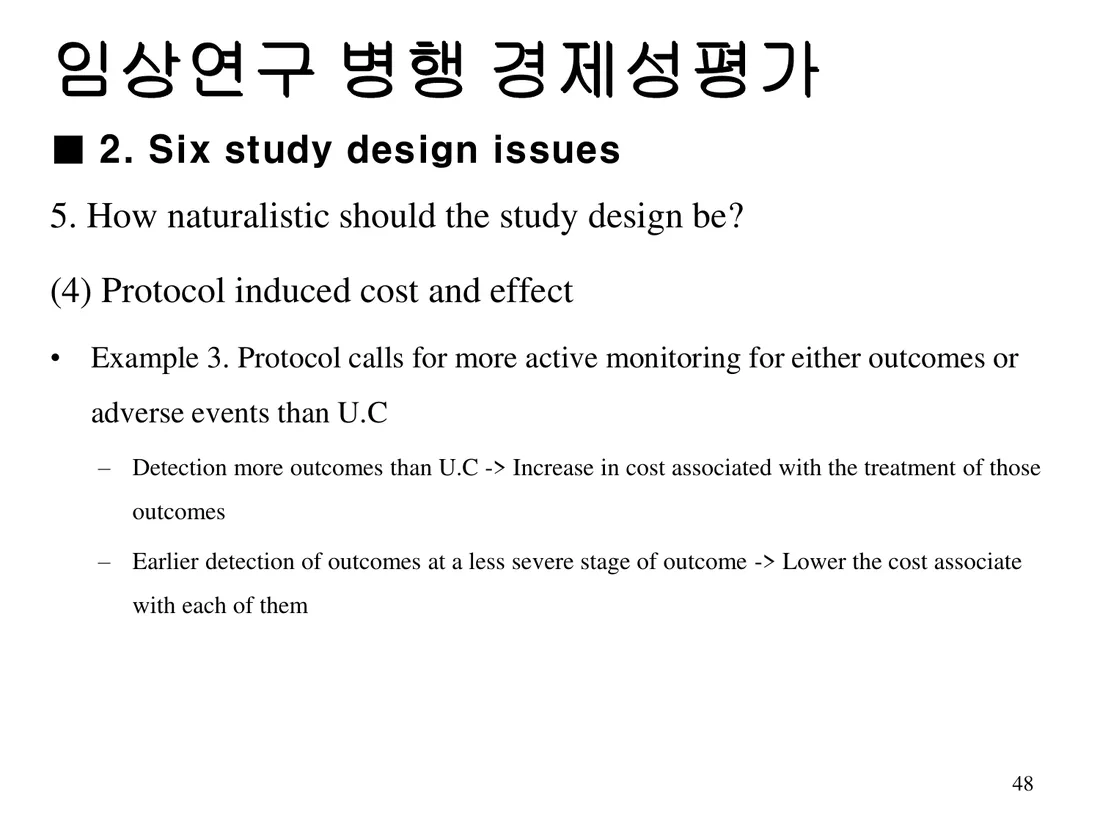 임상연구 병행 경제성평가
■ 2. Six study design issues
5. How naturalistic should the study design be?
(4) Protocol induced cost and effect
• Example 3. Protocol calls for more active monitoring for either outcomes or
adverse events than U.C
– Detection more outcomes than U.C -> Increase in cost associated with the treatment of those
outcomes
– Earlier detection of outcomes at a less severe stage of outcome -> Lower the cost associate
with each of them
48